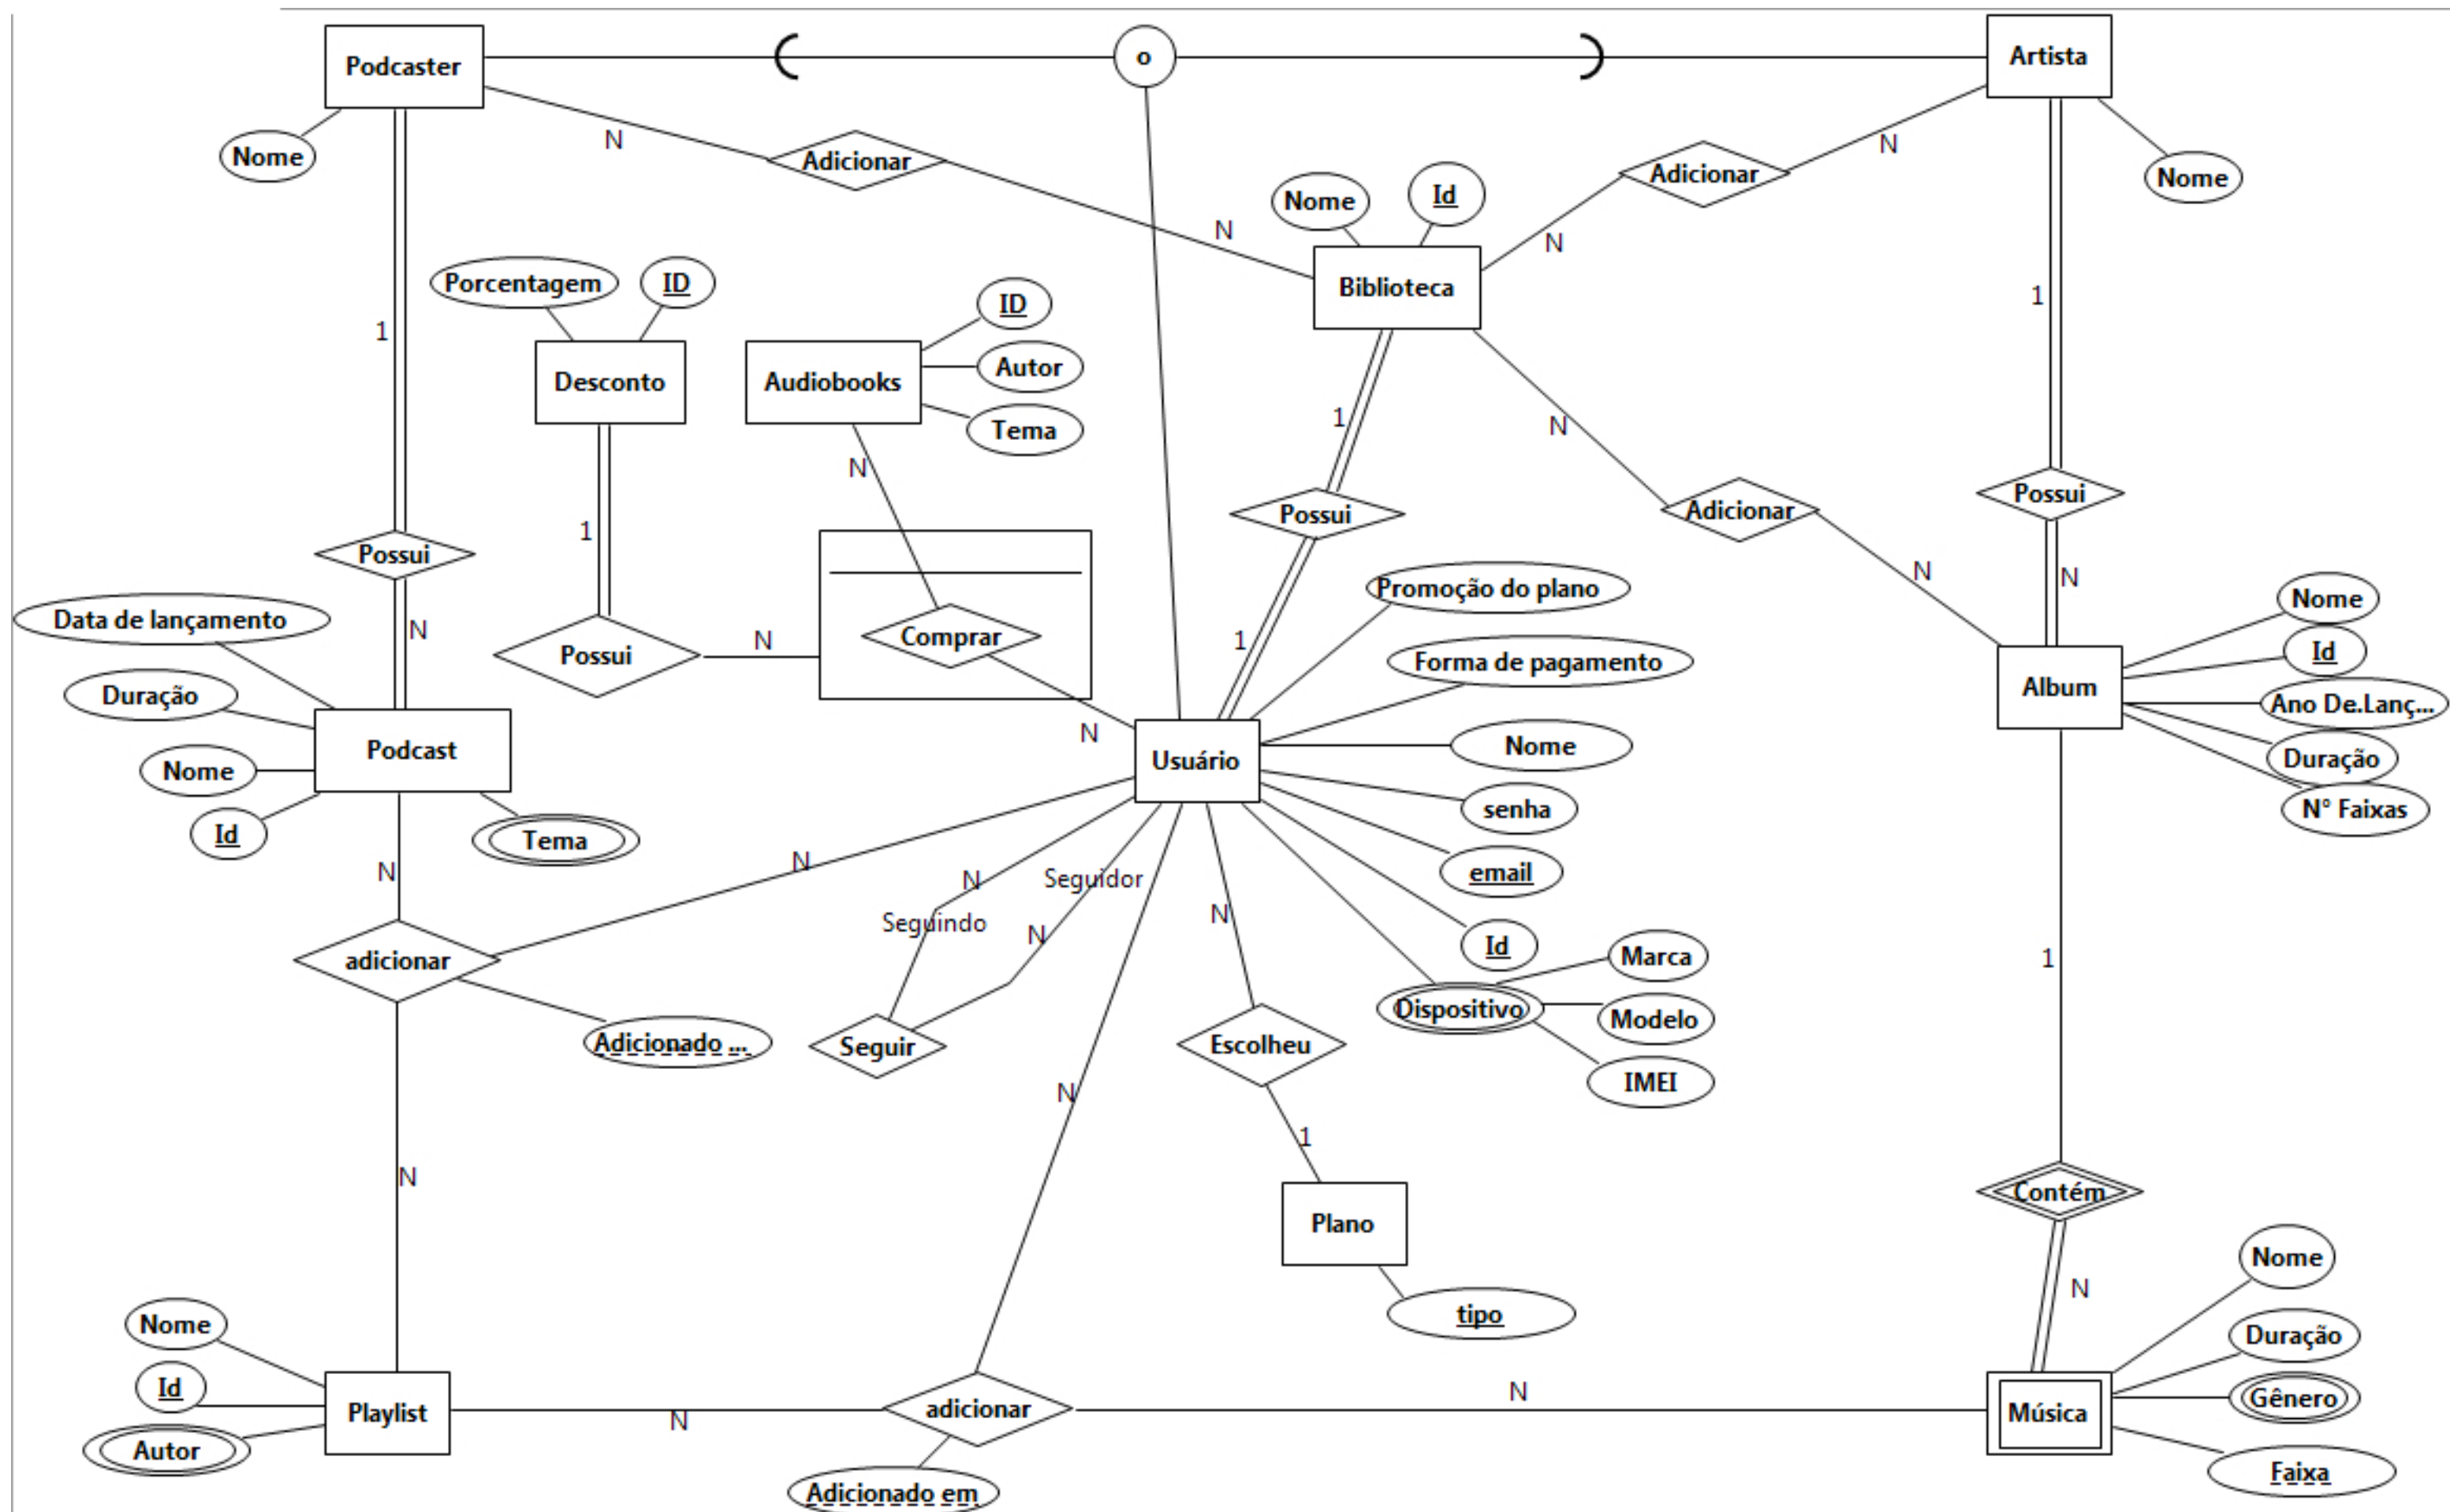 Podcaster
o
Artista
Nome
N
Adicionar
N
Adicionar
N
Nome
Nome
Id
N
N
Biblioteca
Porcentagem
ID
ID
1
1
Desconto
Audiobooks
Autor
Tema
1
N
N
Possui
Possui
Adicionar
1
Possui
Comprar
N
N
Promoção do plano
Nome
Data de lançamento
N
Possui
N
1
Forma de pagamento
Id
Album
Ano De.Lanç...
Duração
N° Faixas
Duração
Podcast
Nome
Id
Tema
N
Usuário
Nome
senha
email
Id
N
N
N
Seguidor
Seguindo
N
N
adicionar
Adicionado ...
Seguir
Escolheu
Dispositivo
Marca
Modelo
IMEI
1
N
N
1
Plano
tipo
Contém
N
Nome
Duração
Gênero
Faixa
Música
Nome
Id
Autor
Playlist
N
adicionar
N
Adicionado em